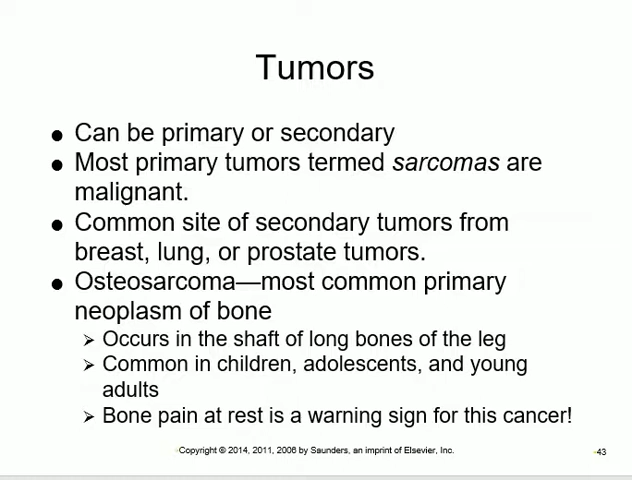 Tumors
● Can be primary or secondary
● Most primary tumors termed sarcomas are
malignant.
● Common site of secondary tumors from
breast, lung, or prostate tumors.
● Osteosarcoma—most common primary
neoplasm of bone
➢ Occurs in the shaft of long bones of the leg
➢ Common in children, adolescents, and young
adults
➢ Bone pain at rest is a warning sign for this cancer!
Copyright © 2014, 2011, 2006 by Saunders, an imprint of Elsevier, Inc.
43